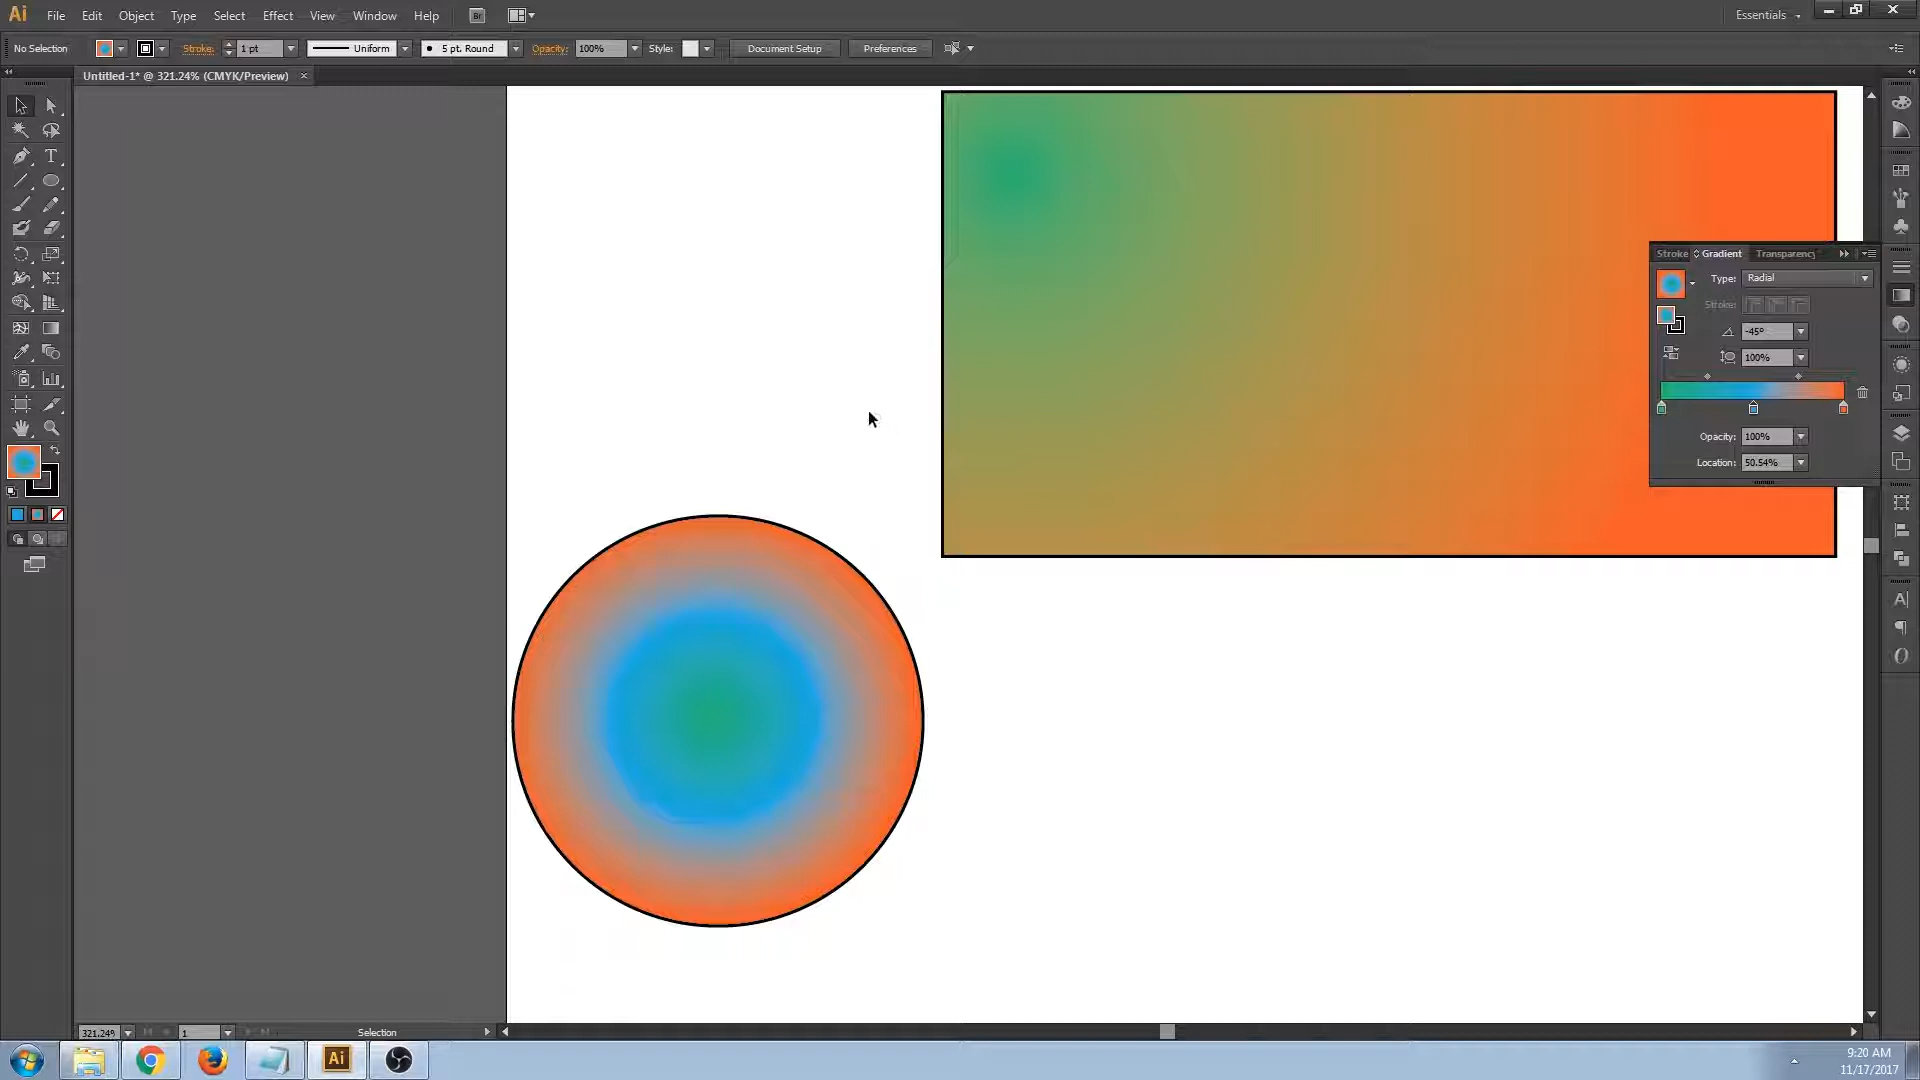 Ai File Edit Object Type Select Effect View Window Help Br Essentials
No Selection Stroke: 1 pt Uniform 5 pt. Round Opacity: 100% Style: Document Setup Preferences
Untitled-1* @ 321.24% (CMYK/Preview) ×
Stroke Gradient Transparency
Type: Radial
Stroke:
-45°
100%
Opacity: 100%
Location: 50.54%
321.24% 1 Selection
Ai
9:20 AM
11/17/2017